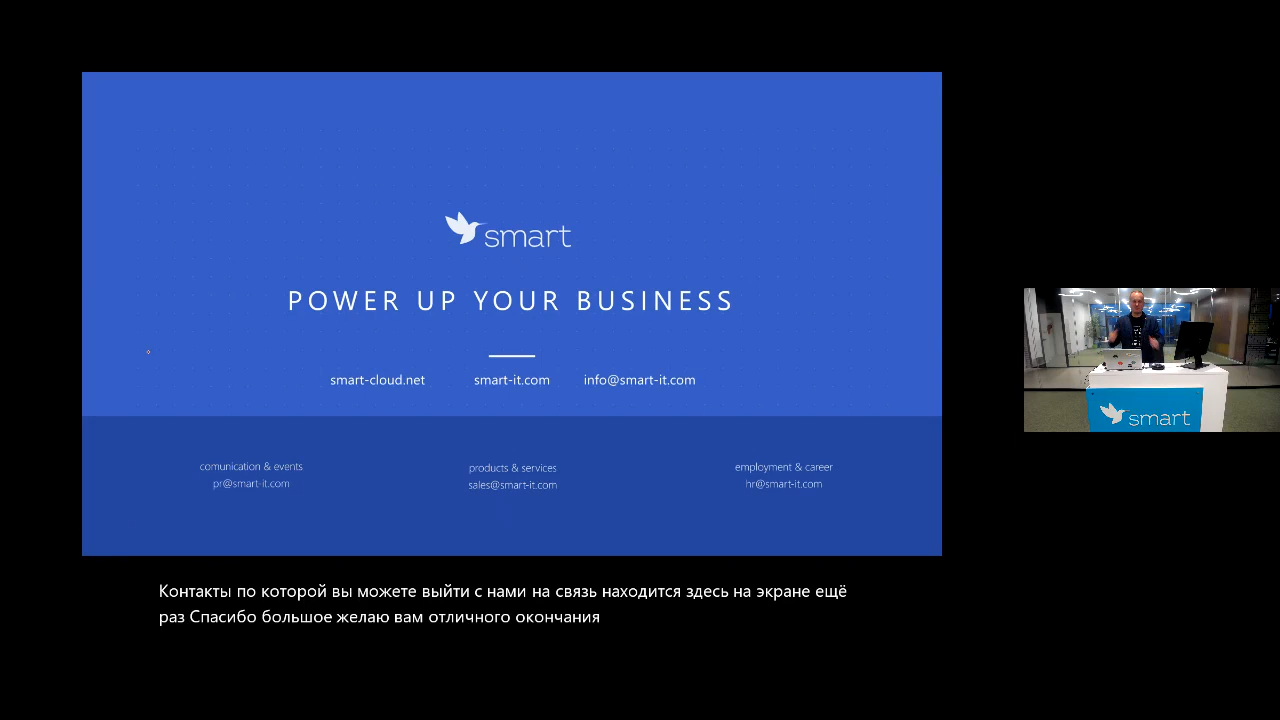 smart
POWER UP YOUR BUSINESS
smart-cloud.net smart-it.com info@smart-it.com
comunication & events products & services employment & career
pr@smart-it.com sales@smart-it.com hr@smart-it.com
smart
Контакты по которой вы можете выйти с нами на связь находится здесь на экране ещё
раз Спасибо большое желаю вам отличного окончания